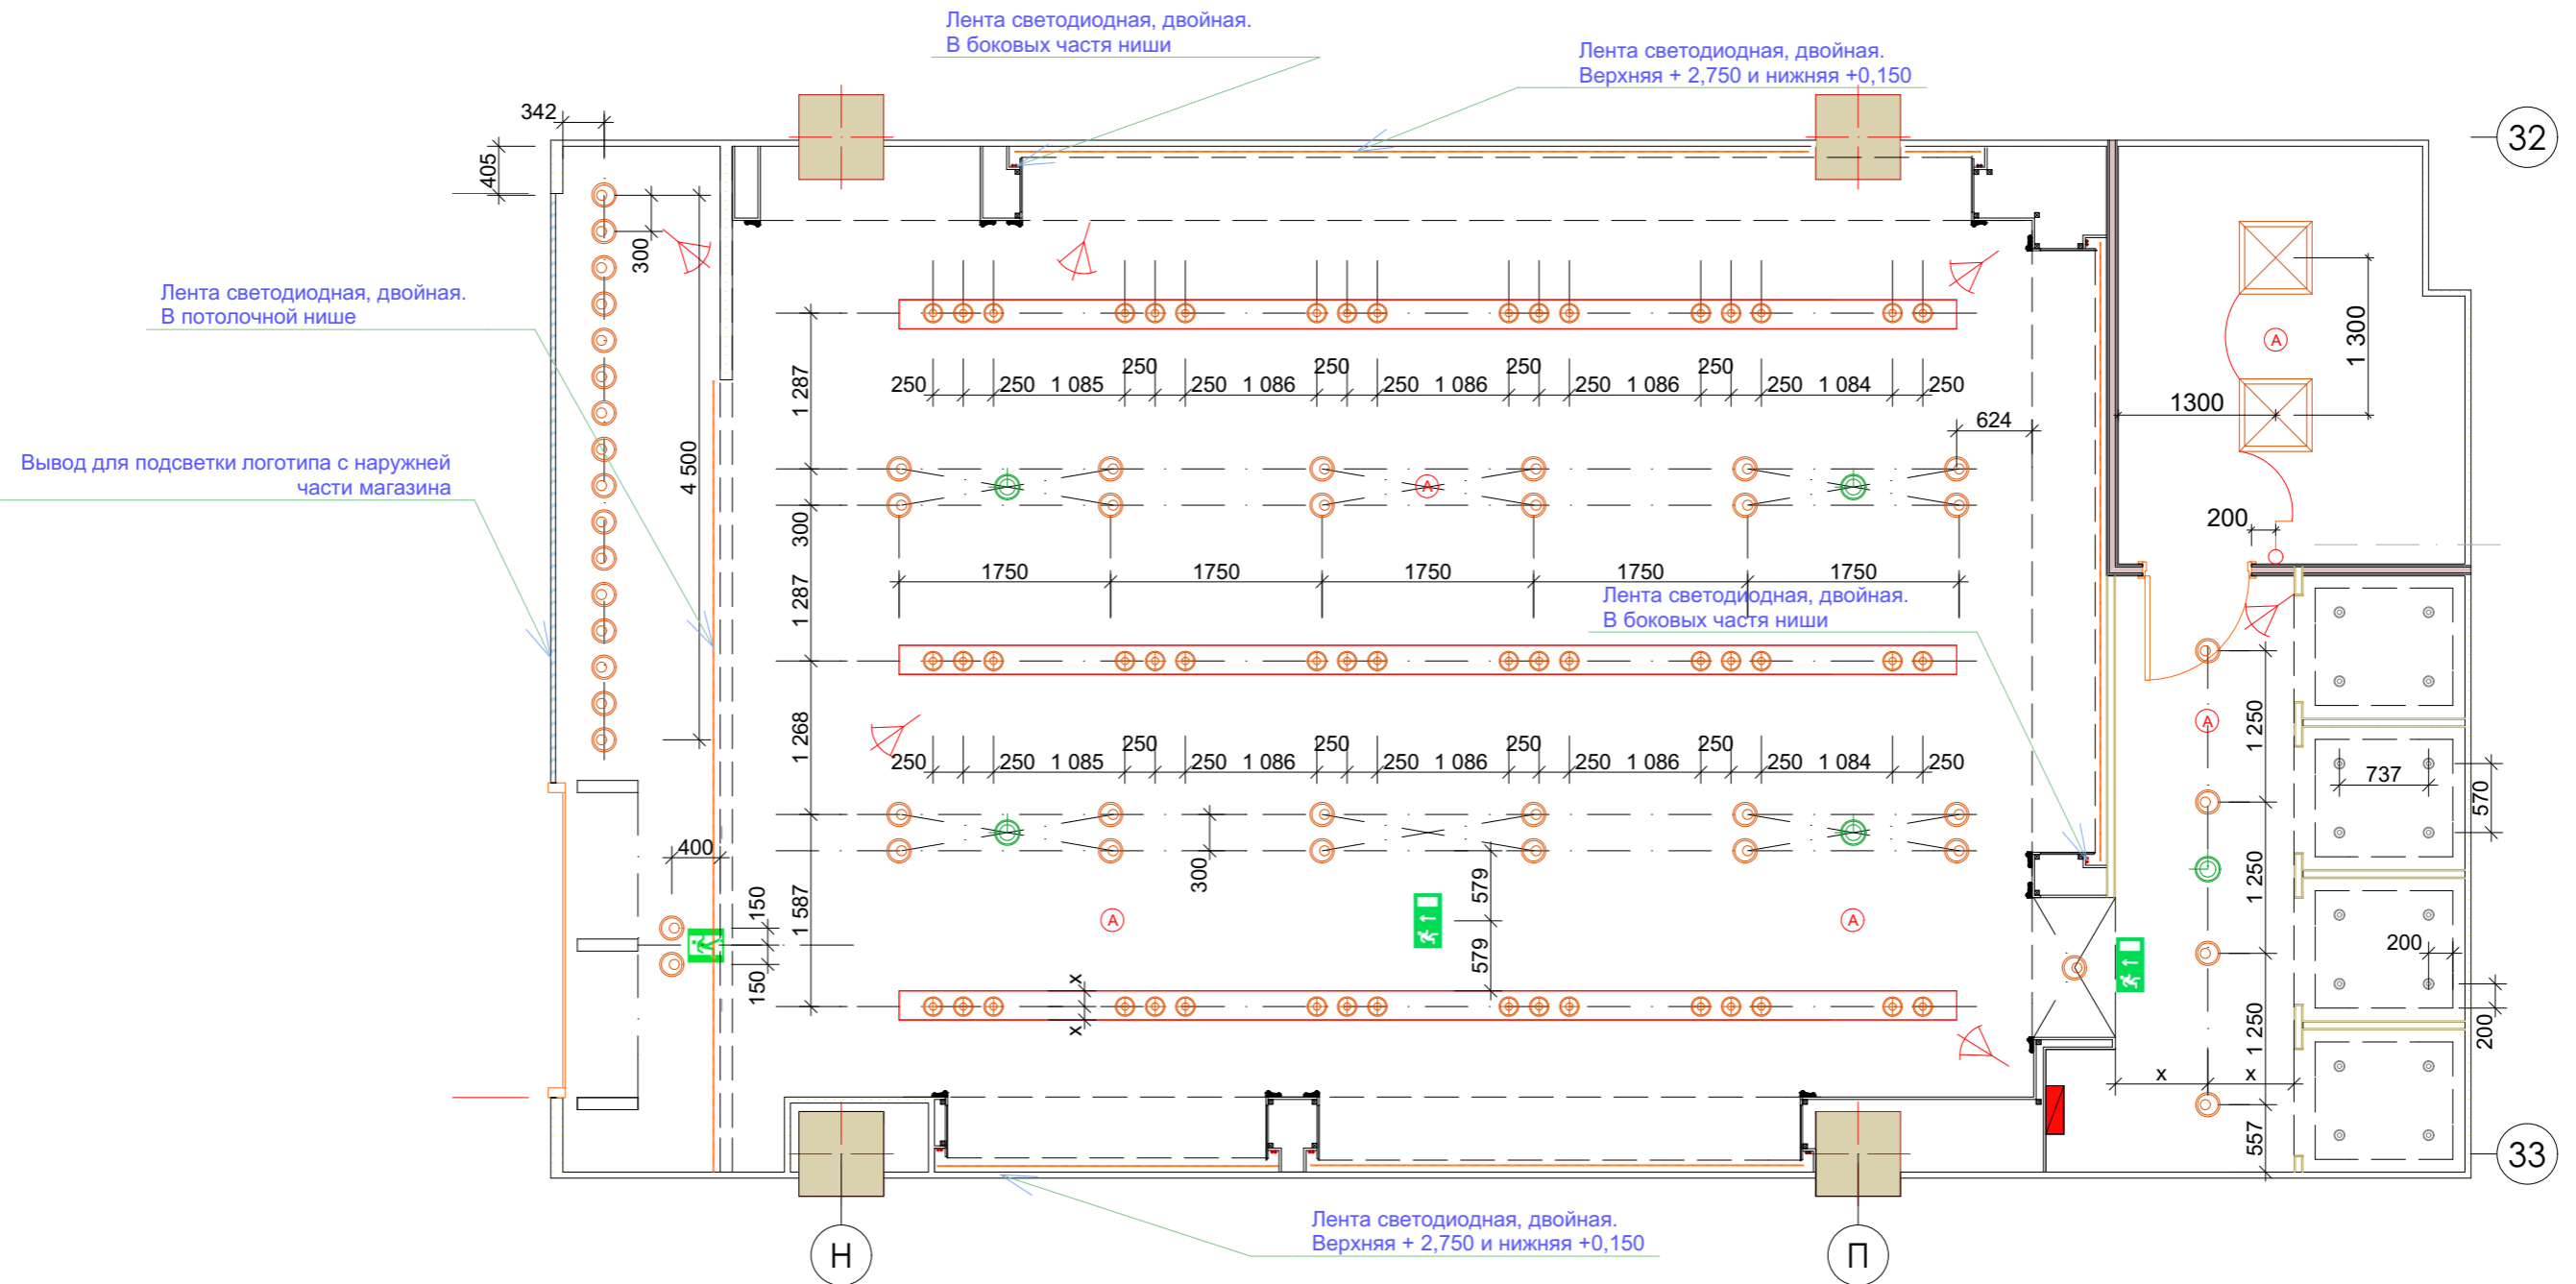 Лента светодиодная, двойная.
В боковых частя ниши
Лента светодиодная, двойная.
Верхняя + 2,750 и нижняя +0,150
32
342
405
300
4 500
Лента светодиодная, двойная.
В потолочной нише
Вывод для подсветки логотипа с наружней
части магазина
1 287
300
1 287
1 268
1 587
250
250
1 085
250
250
1 086
250
250
1 086
250
250
1 086
250
250
1 084
250
624
1300
1 300
A
200
A
1750
1750
1750
1750
1750
Лента светодиодная, двойная.
В боковых частя ниши
250
250
1 085
250
250
1 086
250
250
1 086
250
250
1 086
250
250
1 084
250
A
1 250
1 250
1 250
557
737
570
200
200
400
150
150
300
579
579
A
A
x
x
x
x
33
Н
П
Лента светодиодная, двойная.
Верхняя + 2,750 и нижняя +0,150